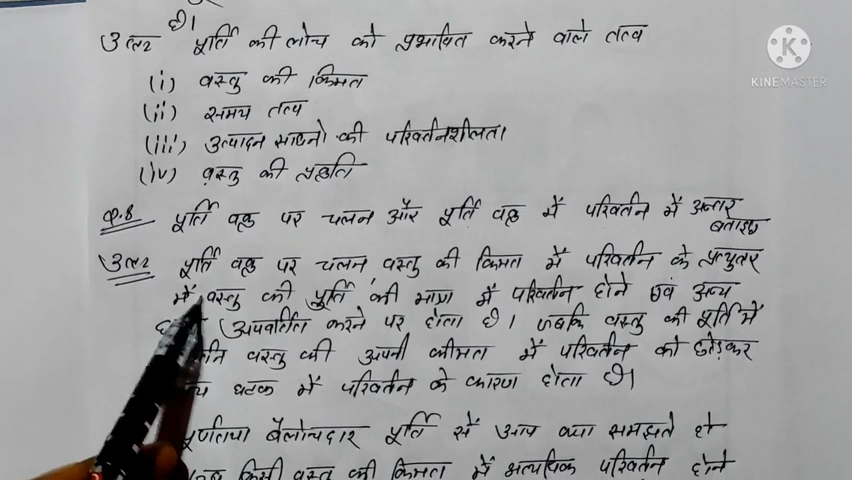 है।
उत्तर पूर्ति की लोच को प्रभावित करने वाले तत्व
(i) वस्तु की किमत
(ii) समय तत्व
(iii) उत्पादन साधनो की परिवर्तनशीलता
(iv) वस्तु की प्रकृति
Q.8 पूर्ति वक्र पर चलन और पूर्ति वक्र में परिवर्तन में अन्तर
बताइए
उत्तर पूर्ति वक्र पर चलन वस्तु की किमत में परिवर्तन के प्रत्युतर
में वस्तु की पूर्ति की मात्रा में परिवर्तन होने एवं अन्य
अपवर्तित करने पर होता है। जबकि वस्तु की पूर्ति में
वस्तु की अपनी कीमत में परिवर्तन को छोड़कर
घटक में परिवर्तन के कारण होता है।
पूर्णतया बेलोचदार पूर्ति से आप क्या समझते हो
किसी वस्तु की किमत में अत्यधिक परिवर्तन होने
K
KINEMASTER